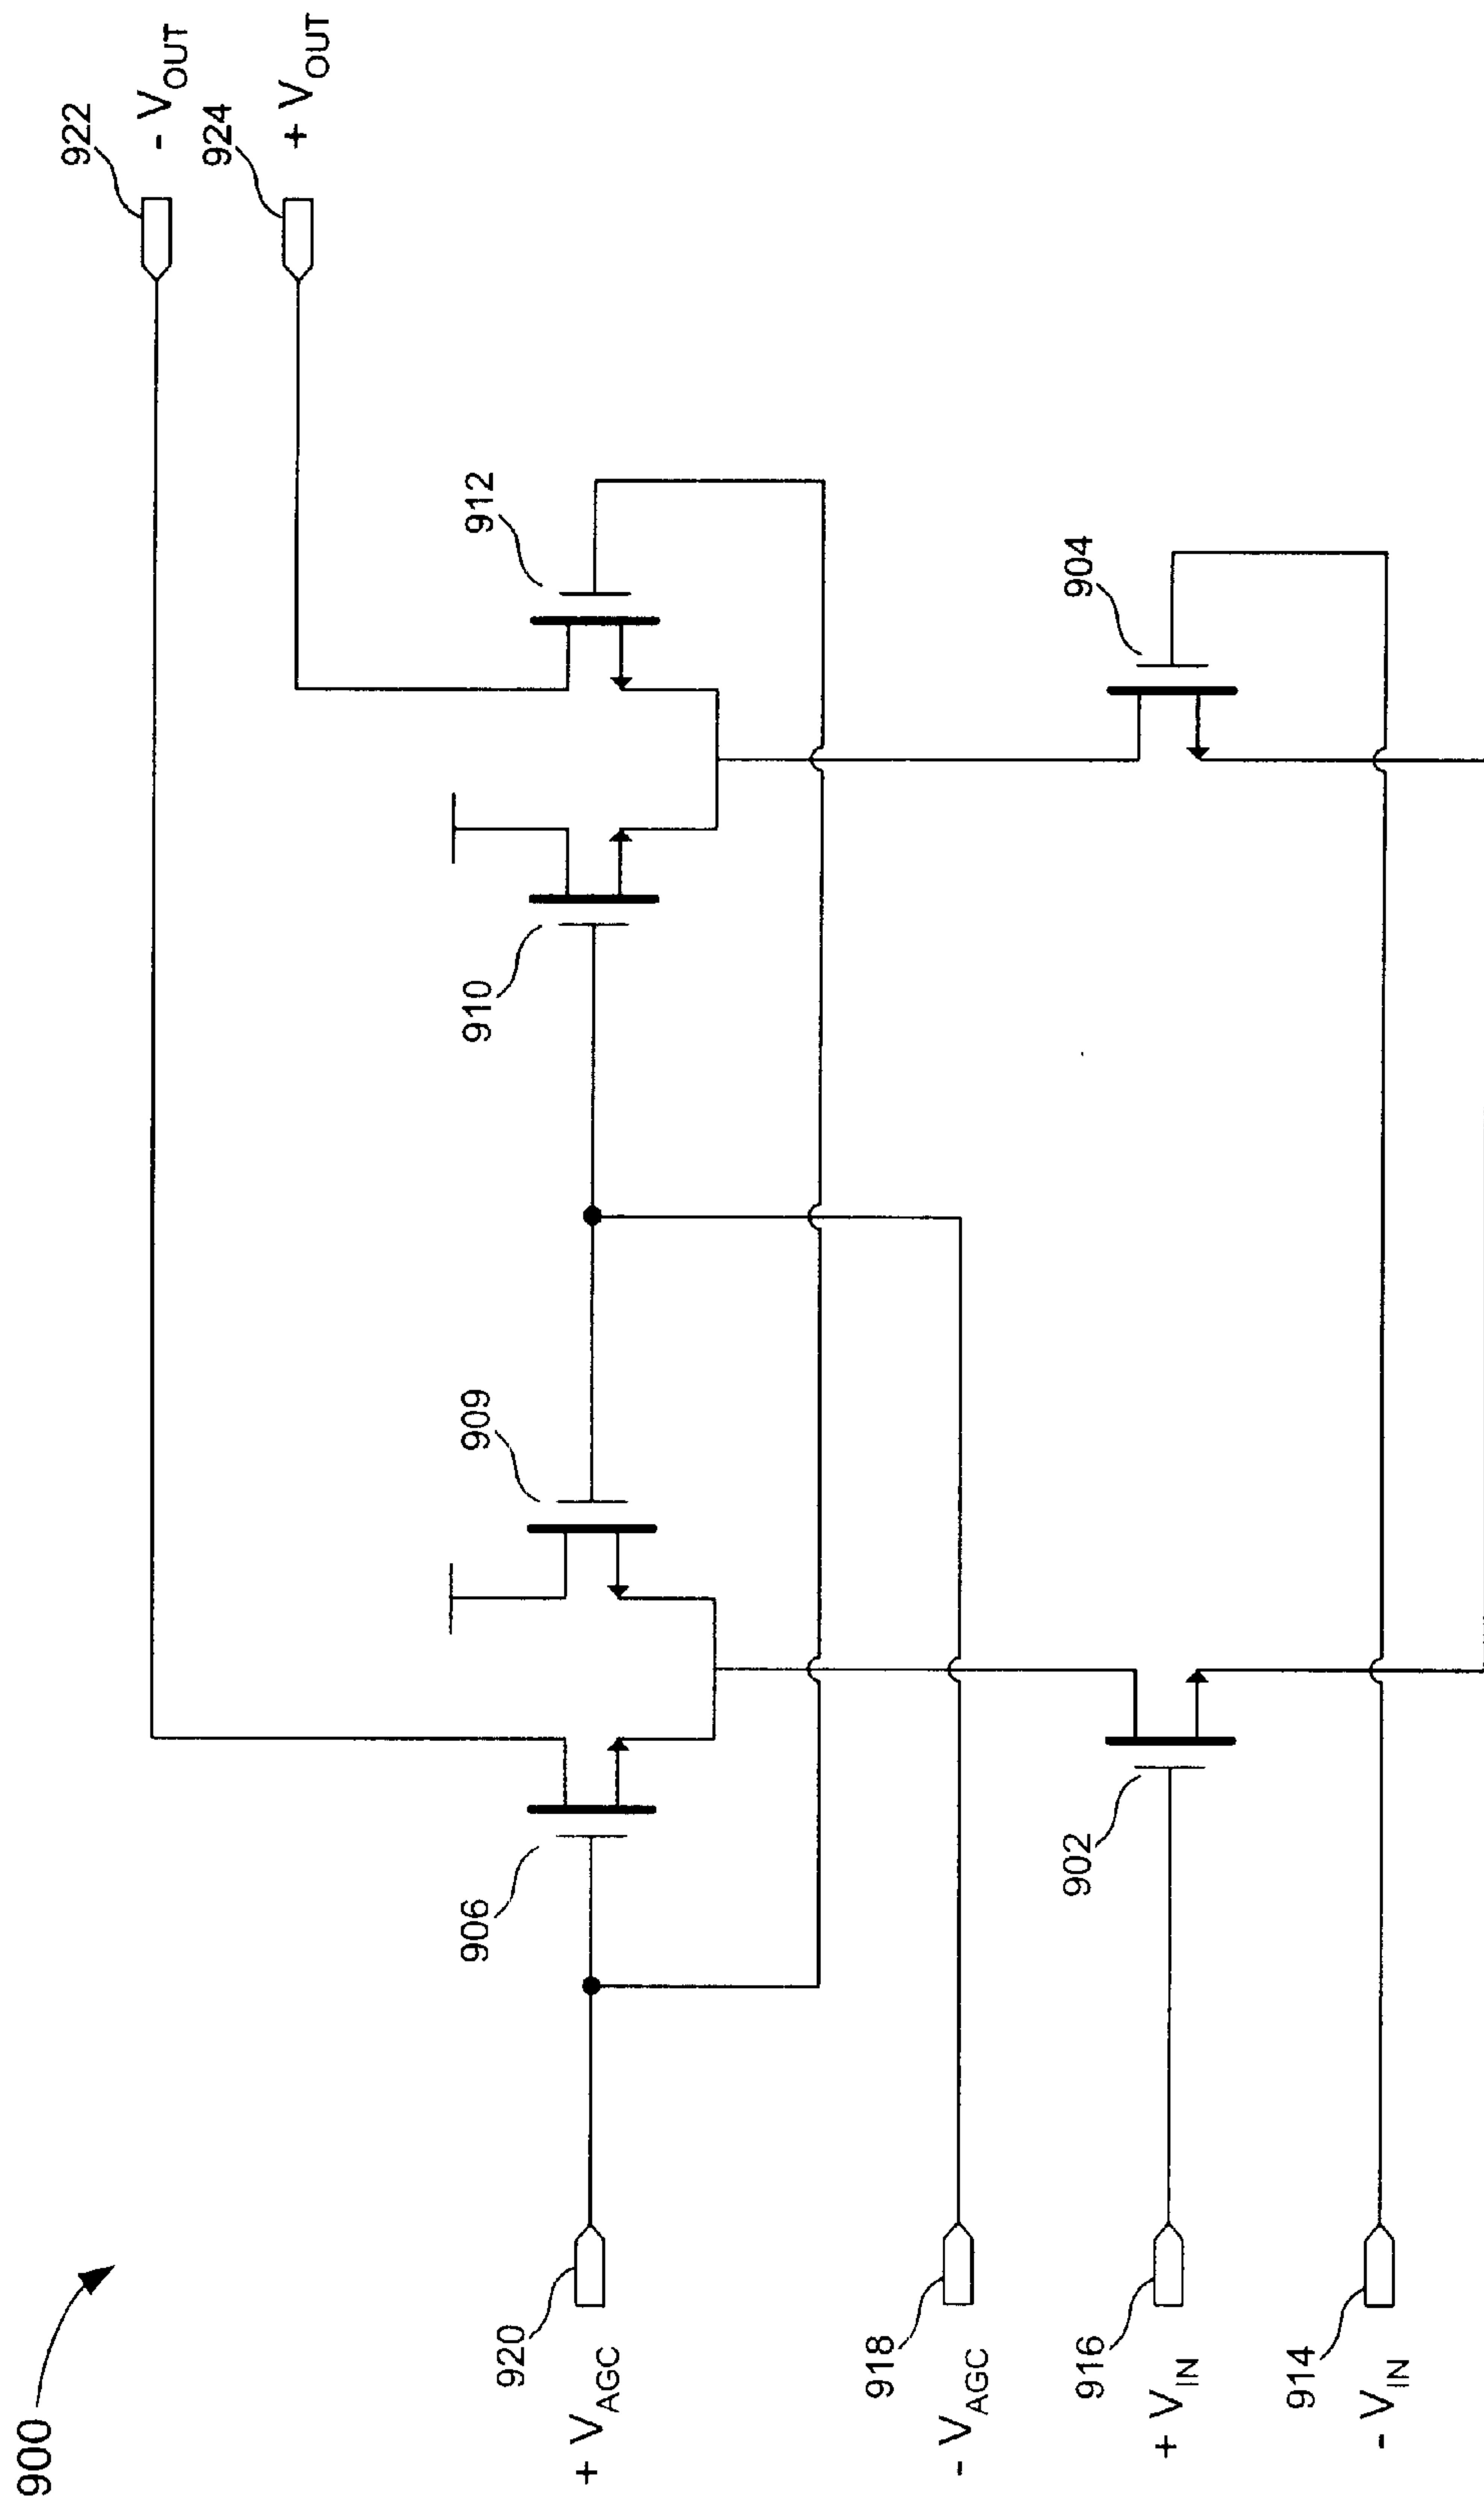 900
922
- VOUT
924
+ VOUT
912
910
909
906
904
902
920
+ VAGC
918
- VAGC
916
+ VIN
914
- VIN